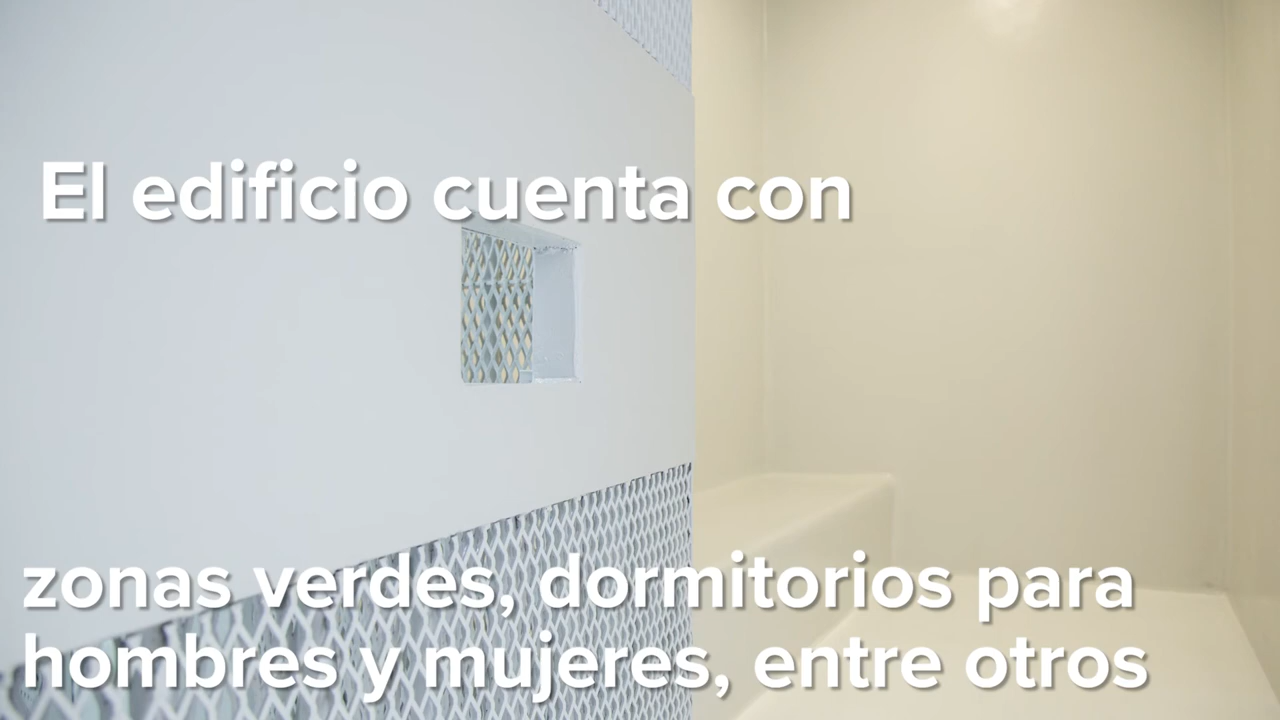 El edificio cuenta con
zonas verdes, dormitorios para
hombres y mujeres, entre otros